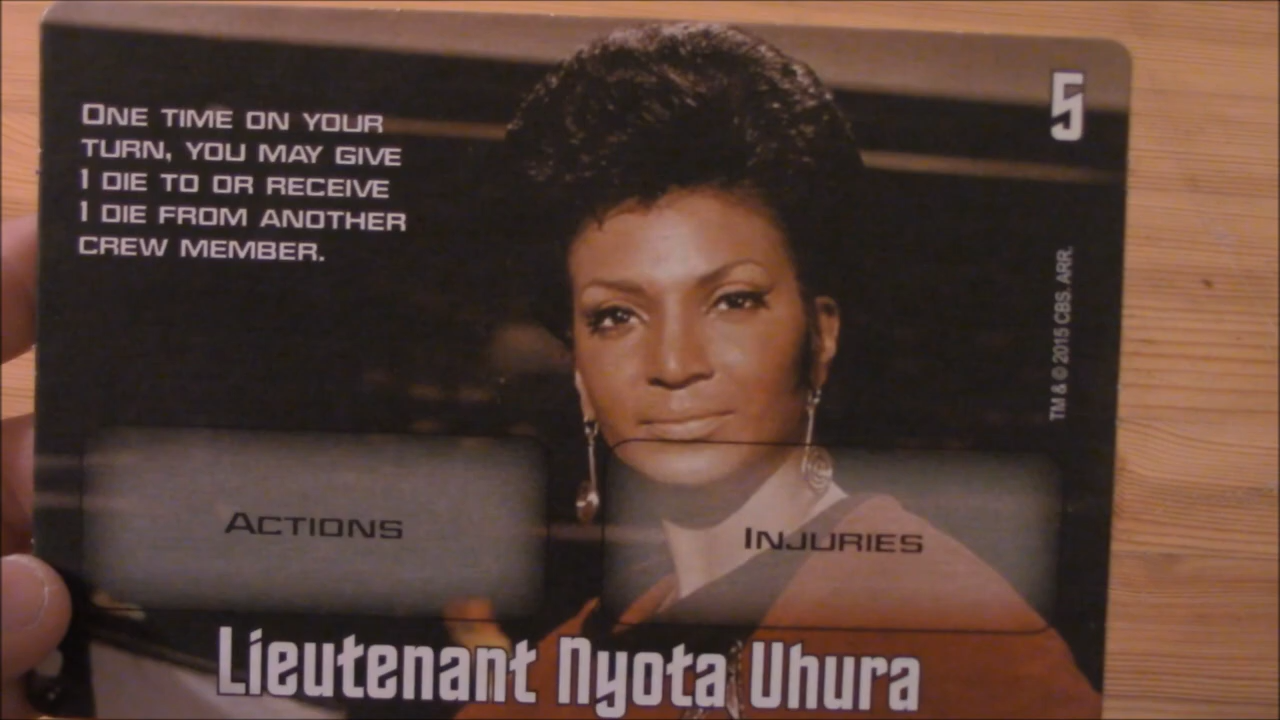 ONE TIME ON YOUR
TURN, YOU MAY GIVE
1 DIE TO OR RECEIVE
1 DIE FROM ANOTHER
CREW MEMBER.
5
TM & © 2015 CBS. ARR.
ACTIONS
INJURIES
Lieutenant Nyota Uhura